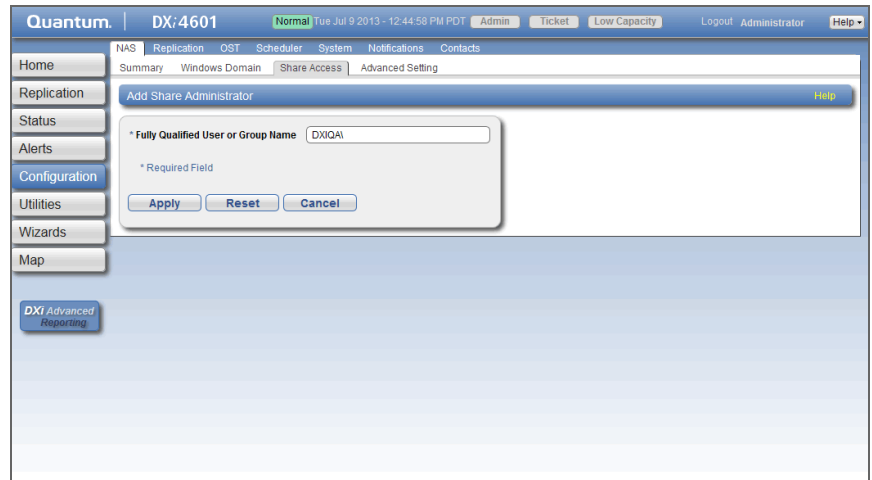 Quantum. DXi4601 Normal Tue Jul 9 2013 - 12:44:58 PM PDT Admin Ticket Low Capacity Logout Administrator Help
NAS Replication OST Scheduler System Notifications Contacts
Summary Windows Domain Share Access Advanced Setting
Home
Replication
Status
Alerts
Configuration
Utilities
Wizards
Map
DXi Advanced
Reporting
Add Share Administrator Help
* Fully Qualified User or Group Name DXIQA\
* Required Field
Apply Reset Cancel